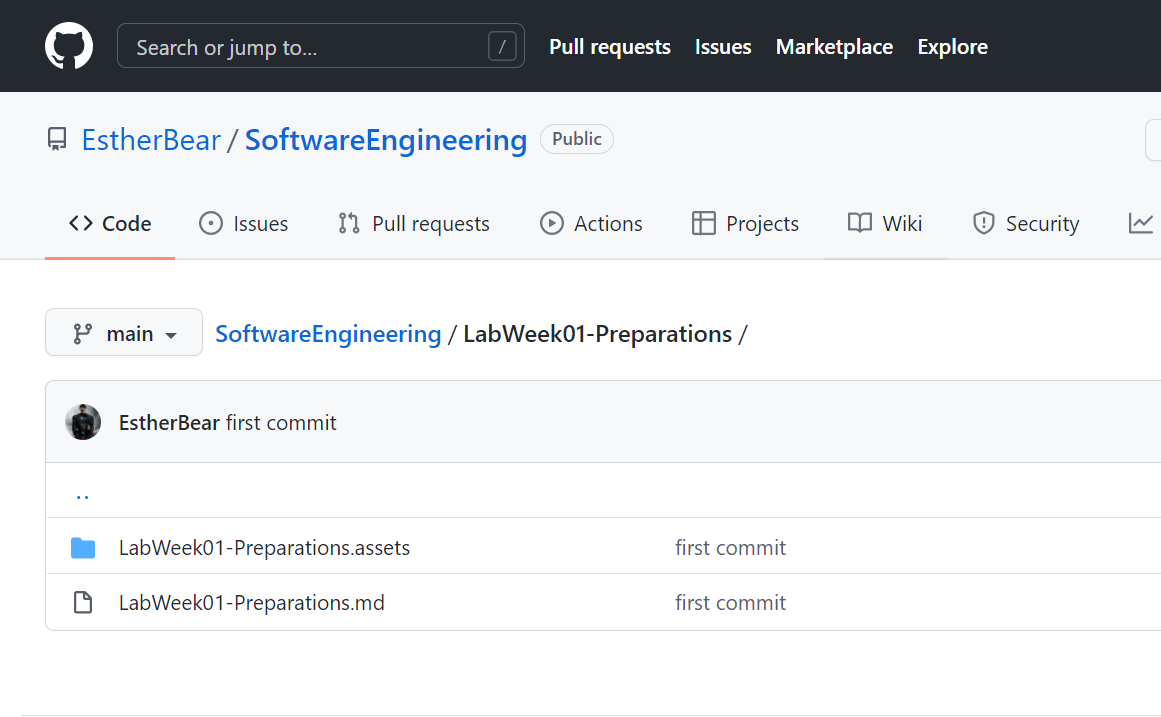 Search or jump to... / Pull requests Issues Marketplace Explore
EstherBear / SoftwareEngineering Public
Code Issues Pull requests Actions Projects Wiki Security
main SoftwareEngineering / LabWeek01-Preparations /
EstherBear first commit
..
LabWeek01-Preparations.assets first commit
LabWeek01-Preparations.md first commit